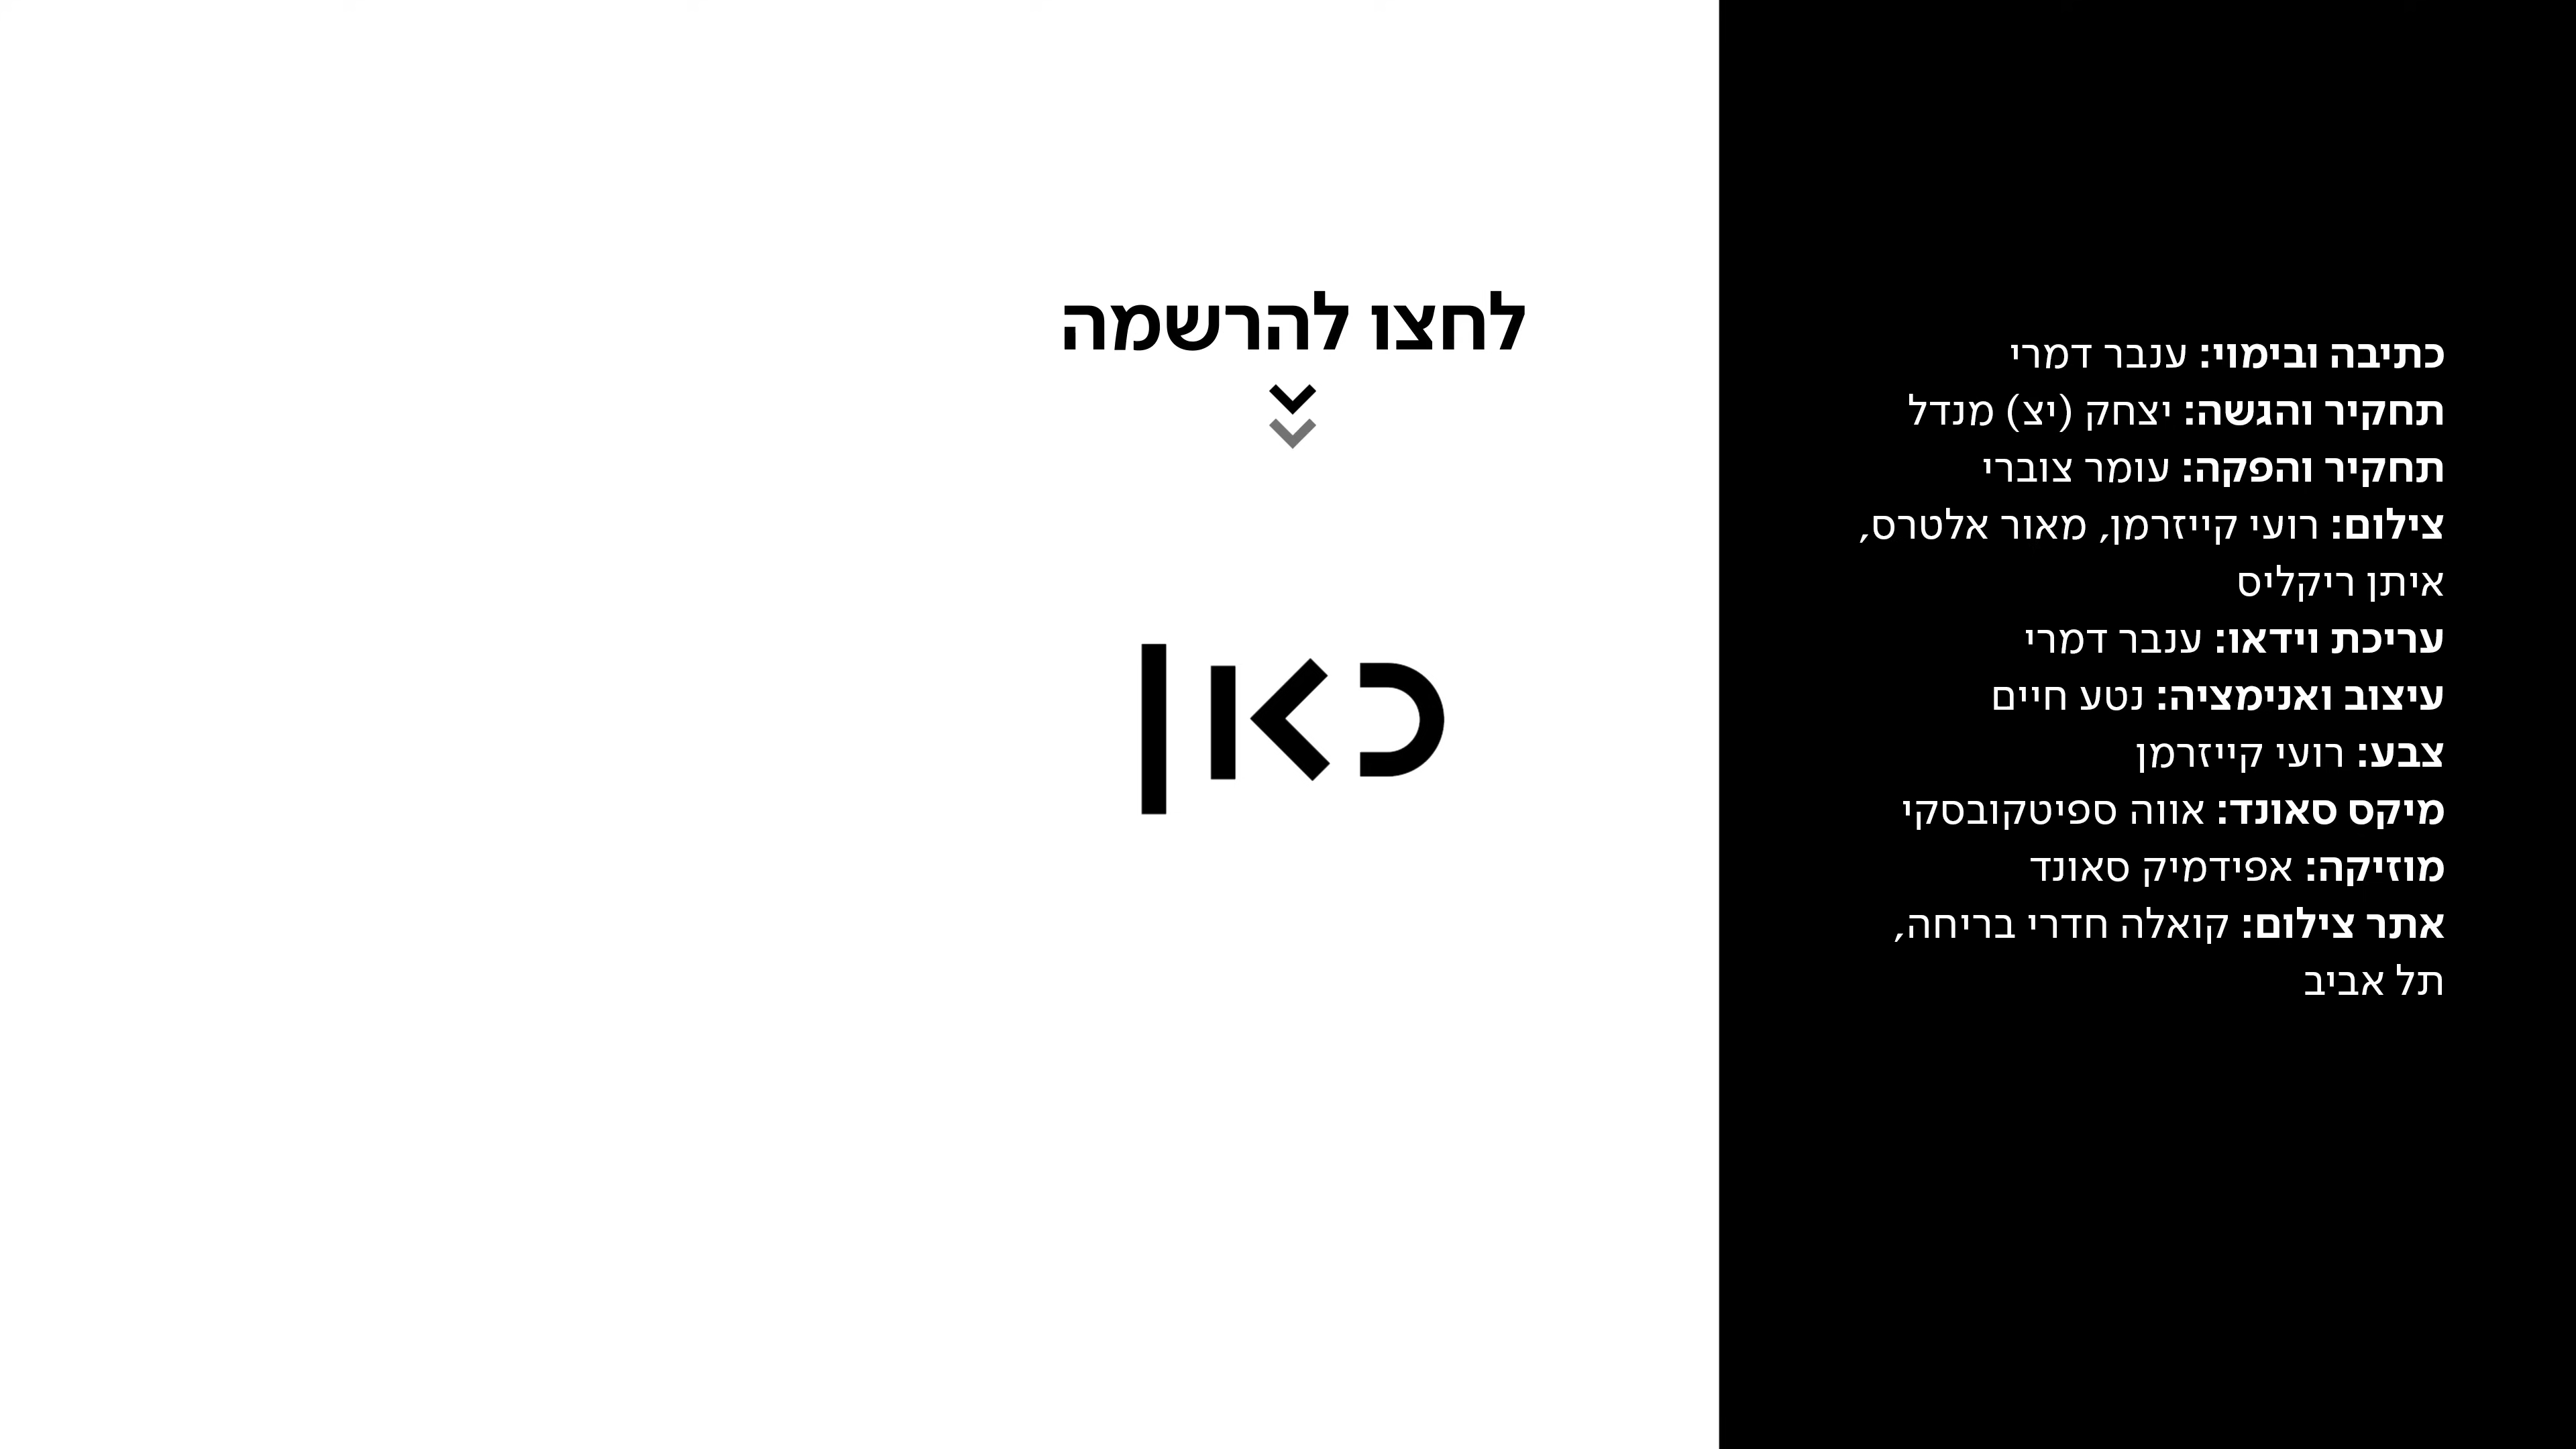 לחצו להרשמה
כאן
כתיבה ובימוי: ענבר דמרי
תחקיר והגשה: יצחק (יצ) מנדל
תחקיר והפקה: עומר צוברי
צילום: רועי קייזרמן, מאור אלטרס,
איתן ריקליס
עריכת וידאו: ענבר דמרי
עיצוב ואנימציה: נטע חיים
צבע: רועי קייזרמן
מיקס סאונד: אווה ספיטקובסקי
מוזיקה: אפידמיק סאונד
אתר צילום: קואלה חדרי בריחה,
תל אביב